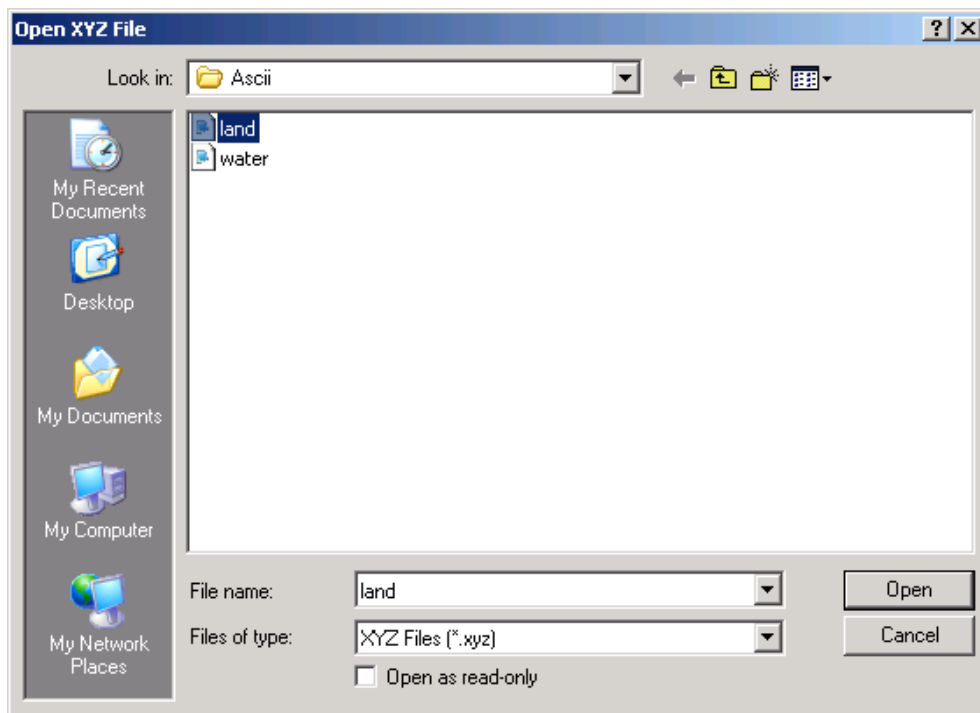 Open XYZ File
Look in: Ascii
land
water
My Recent
Documents
Desktop
My Documents
My Computer
My Network
Places
File name: land
Open
Files of type: XYZ Files (*.xyz)
Cancel
Open as read-only